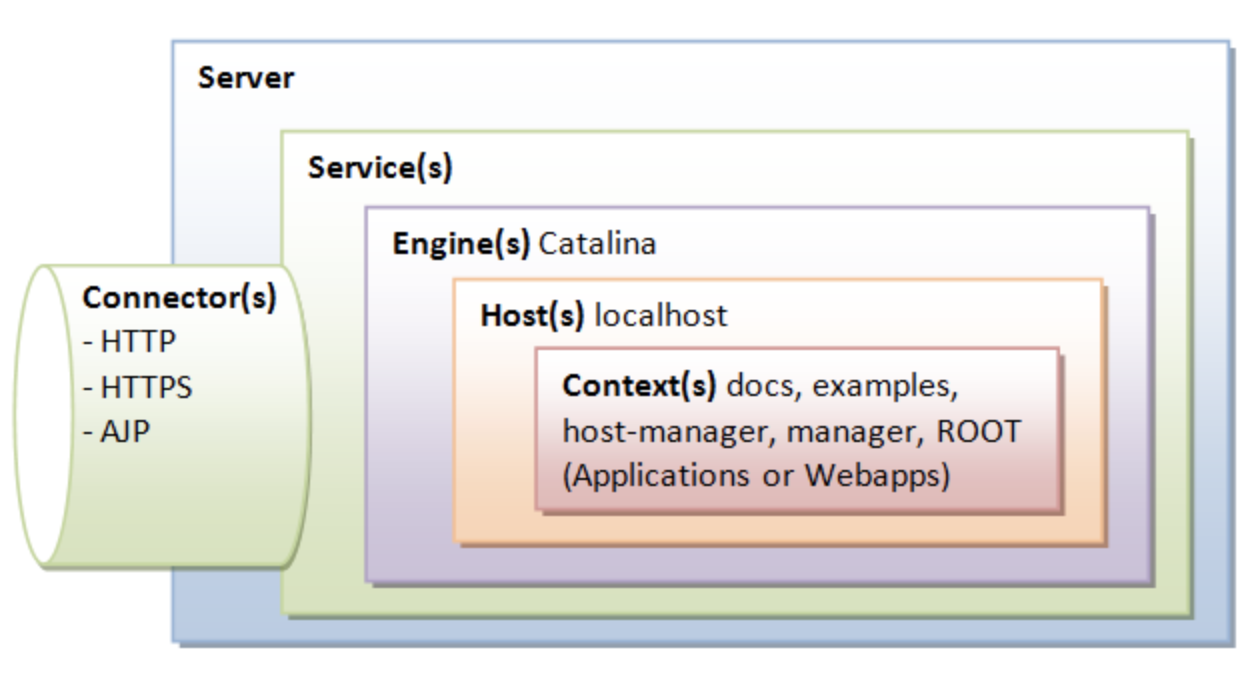 Server
Service(s)
Engine(s) Catalina
Connector(s)
- HTTP
- HTTPS
- AJP
Host(s) localhost
Context(s) docs, examples,
host-manager, manager, ROOT
(Applications or Webapps)